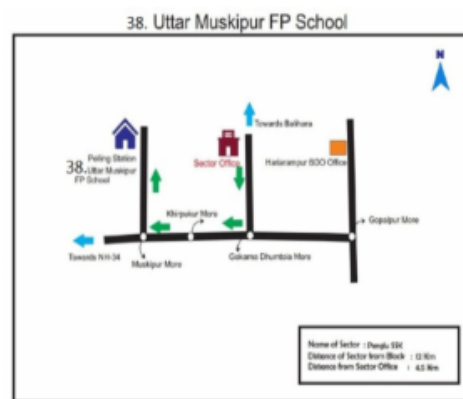 38. Uttar Muskipur FP School
N
Towards Balihara
Polling Station
38. Uttar Muskipur
FP School
Sector Office
Harirampur BDO Office
Khirpukur More
Gopalpur More
Towards NH-34
Muskipur More
Gokarna Dhumtola More
Name of Sector : Panglu SSK
Distance of Sector from Block : 12 Km
Distance from Sector Office : 4.5 Km